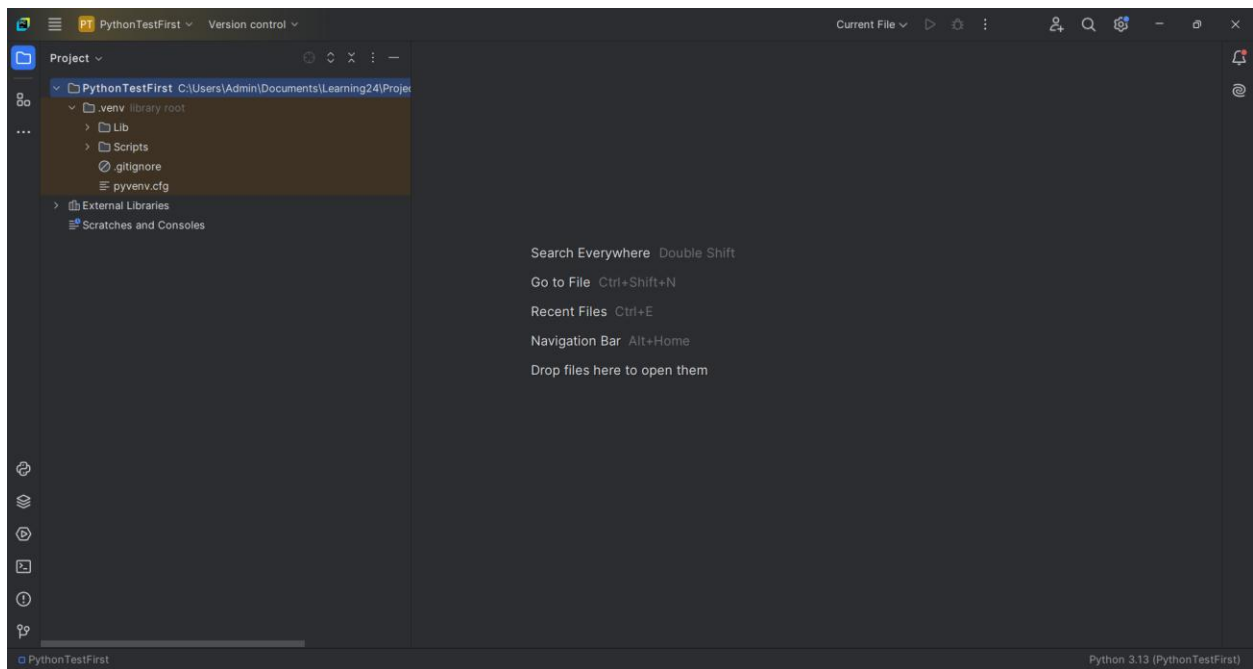 PT PythonTestFirst Version control Current File
Project
PythonTestFirst C:\Users\Admin\Documents\Learning24\Projec
.venv library root
Lib
Scripts
.gitignore
pyvenv.cfg
External Libraries
Scratches and Consoles
Search Everywhere Double Shift
Go to File Ctrl+Shift+N
Recent Files Ctrl+E
Navigation Bar Alt+Home
Drop files here to open them
PythonTestFirst Python 3.13 (PythonTestFirst)